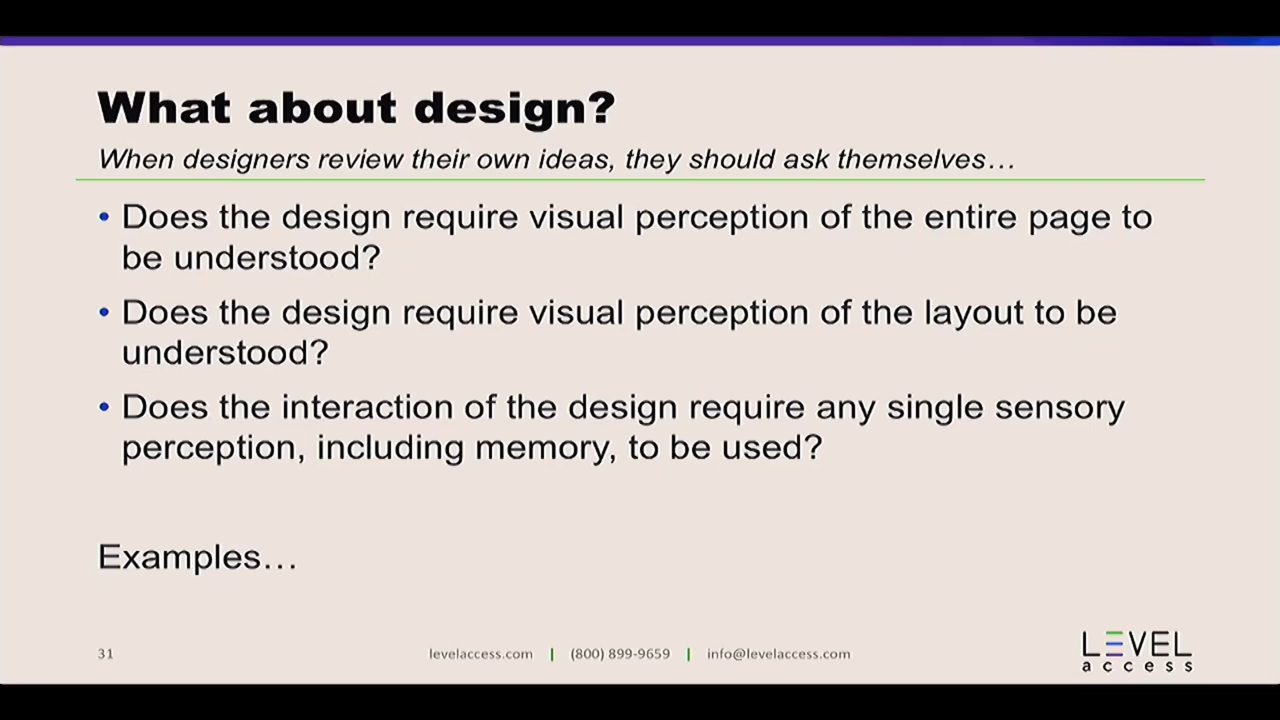 What about design?
When designers review their own ideas, they should ask themselves…
• Does the design require visual perception of the entire page to
be understood?
• Does the design require visual perception of the layout to be
understood?
• Does the interaction of the design require any single sensory
perception, including memory, to be used?
Examples…
31
levelaccess.com | (800) 899-9659 | info@levelaccess.com
LEVEL
access